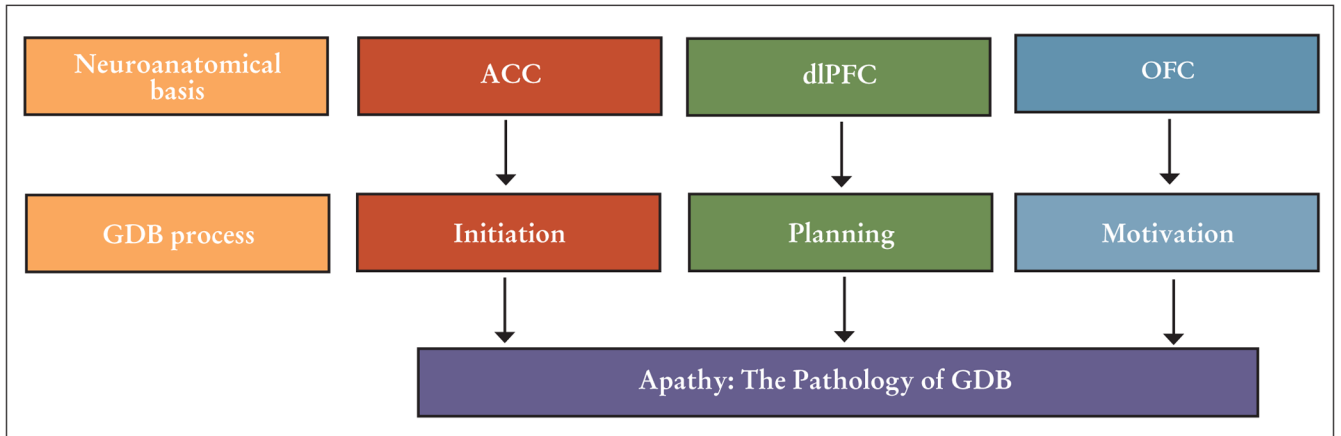 Neuroanatomical
basis
ACC
dlPFC
OFC
GDB process
Initiation
Planning
Motivation
Apathy: The Pathology of GDB